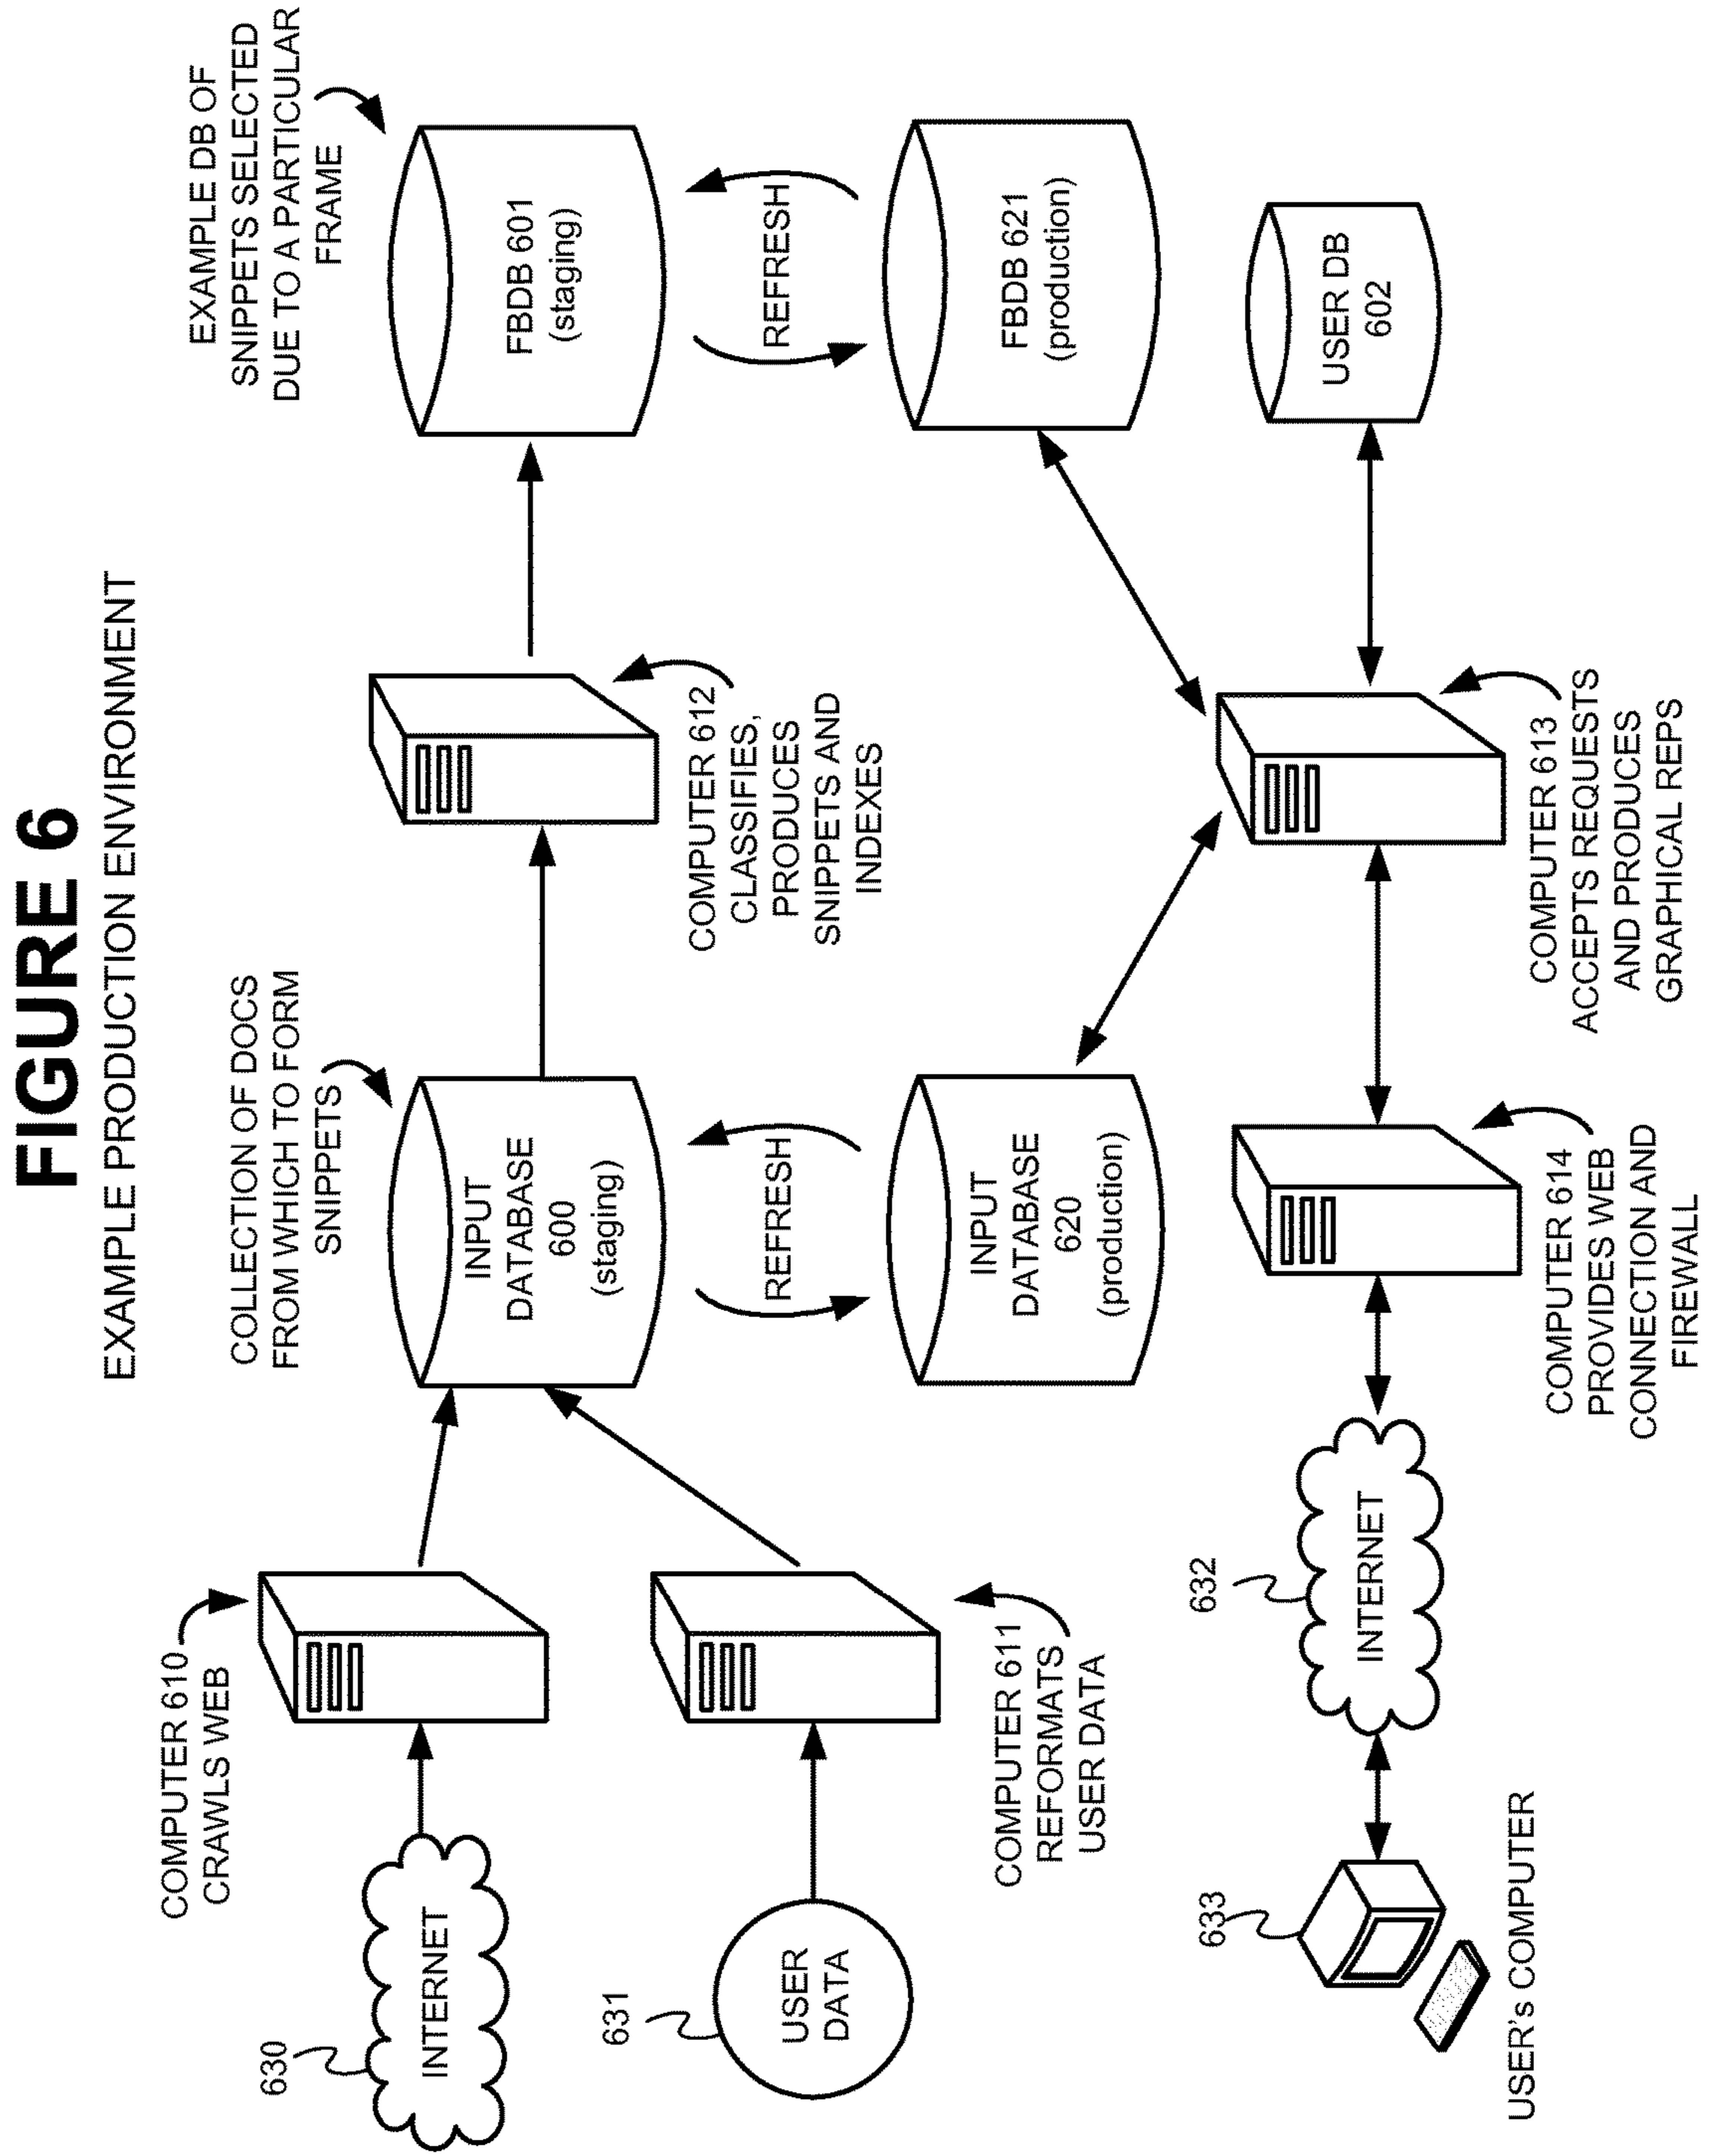 FIGURE 6
EXAMPLE PRODUCTION ENVIRONMENT
COMPUTER 610
CRAWLS WEB
COLLECTION OF DOCS
FROM WHICH TO FORM
SNIPPETS
EXAMPLE DB OF
SNIPPETS SELECTED
DUE TO A PARTICULAR
FRAME
630
INTERNET
INPUT
DATABASE
600
(staging)
COMPUTER 612
CLASSIFIES,
PRODUCES
SNIPPETS AND
INDEXES
FBDB 601
(staging)
631
USER
DATA
COMPUTER 611
REFORMATS
USER DATA
REFRESH
REFRESH
INPUT
DATABASE
620
(production)
FBDB 621
(production)
633
USER's COMPUTER
632
INTERNET
COMPUTER 614
PROVIDES WEB
CONNECTION AND
FIREWALL
COMPUTER 613
ACCEPTS REQUESTS
AND PRODUCES
GRAPHICAL REPS
USER DB
602